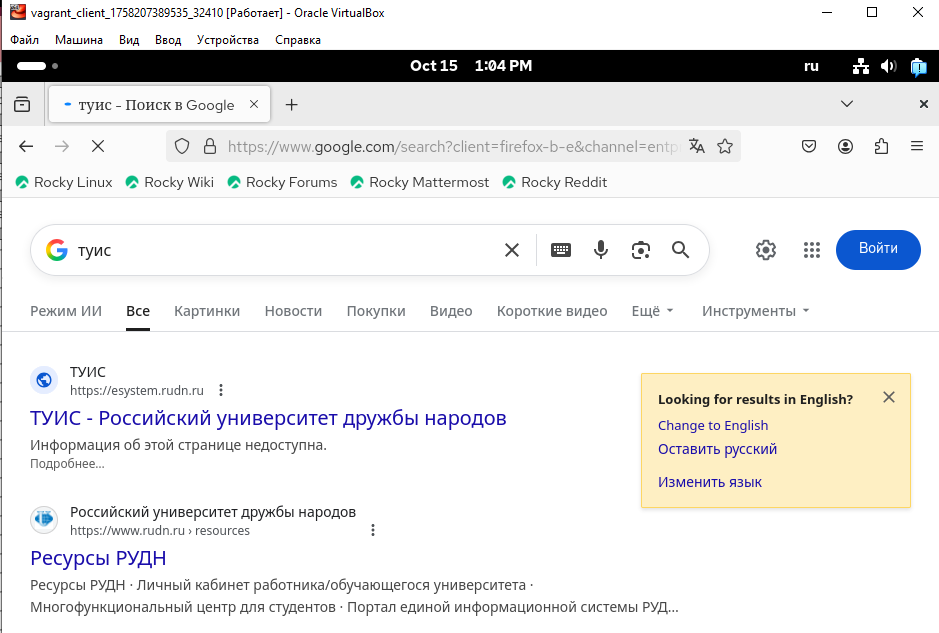 vagrant_client_1758207389535_32410 [Работает] - Oracle VirtualBox
Файл Машина Вид Ввод Устройства Справка
Oct 15 1:04 PM ru
туис - Поиск в Google
https://www.google.com/search?client=firefox-b-e&channel=entp
Rocky Linux Rocky Wiki Rocky Forums Rocky Mattermost Rocky Reddit
туис
Войти
Режим ИИ Все Картинки Новости Покупки Видео Короткие видео Ещё Инструменты
ТУИС
https://esystem.rudn.ru
ТУИС - Российский университет дружбы народов
Информация об этой странице недоступна.
Подробнее...
Looking for results in English?
Change to English
Оставить русский
Изменить язык
Российский университет дружбы народов
https://www.rudn.ru › resources
Ресурсы РУДН
Ресурсы РУДН · Личный кабинет работника/обучающегося университета ·
Многофункциональный центр для студентов · Портал единой информационной системы РУД...